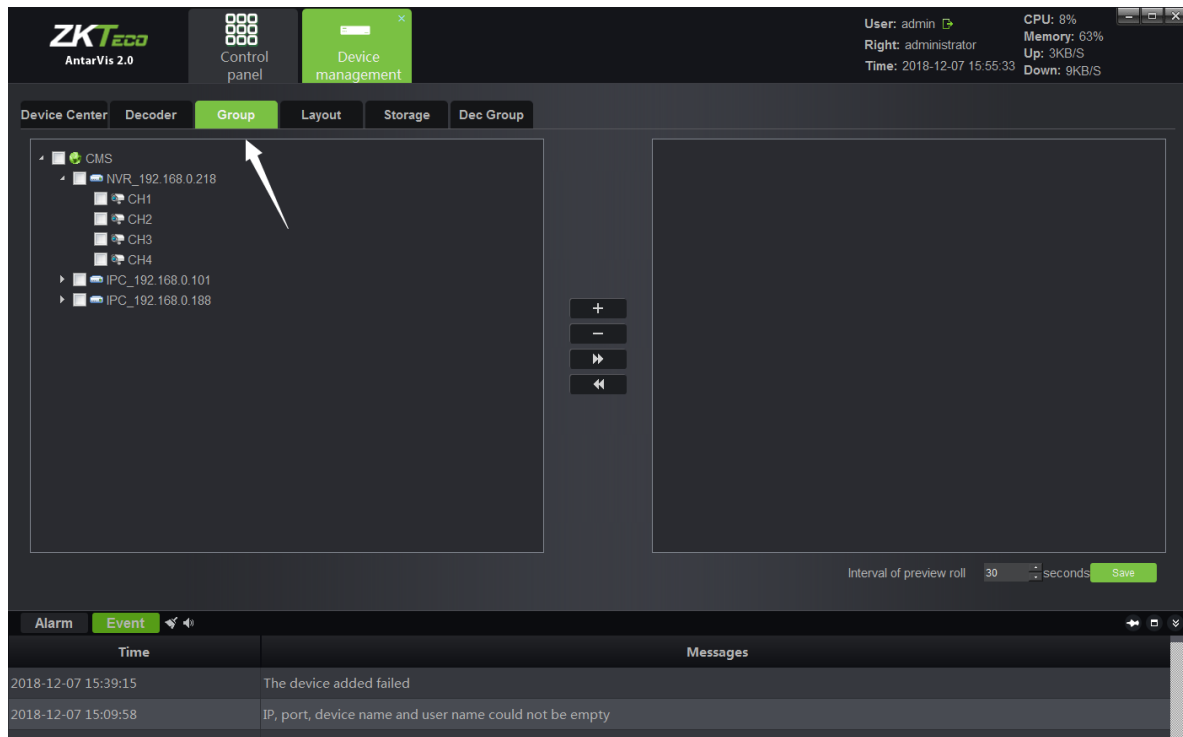 ZKTeco
AntarVis 2.0
Control
panel
Device
management
User: admin
Right: administrator
Time: 2018-12-07 15:55:33
CPU: 8%
Memory: 63%
Up: 3KB/S
Down: 9KB/S
Device Center Decoder Group Layout Storage Dec Group
CMS
NVR_192.168.0.218
CH1
CH2
CH3
CH4
IPC_192.168.0.101
IPC_192.168.0.188
Interval of preview roll 30 seconds Save
Alarm Event
Time Messages
2018-12-07 15:39:15 The device added failed
2018-12-07 15:09:58 IP, port, device name and user name could not be empty